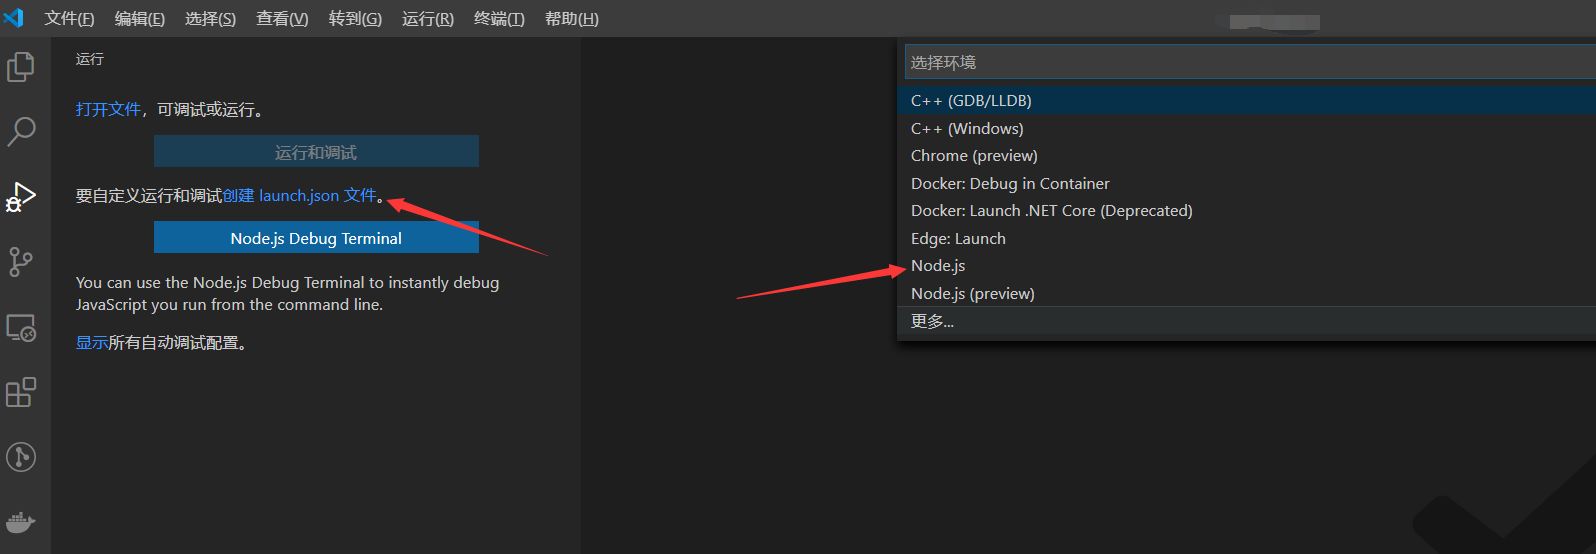 文件(F) 编辑(E) 选择(S) 查看(V) 转到(G) 运行(R) 终端(T) 帮助(H)
运行
打开文件，可调试或运行。
运行和调试
要自定义运行和调试创建 launch.json 文件。
Node.js Debug Terminal
You can use the Node.js Debug Terminal to instantly debug
JavaScript you run from the command line.
显示所有自动调试配置。
选择环境
C++ (GDB/LLDB)
C++ (Windows)
Chrome (preview)
Docker: Debug in Container
Docker: Launch .NET Core (Deprecated)
Edge: Launch
Node.js
Node.js (preview)
更多...